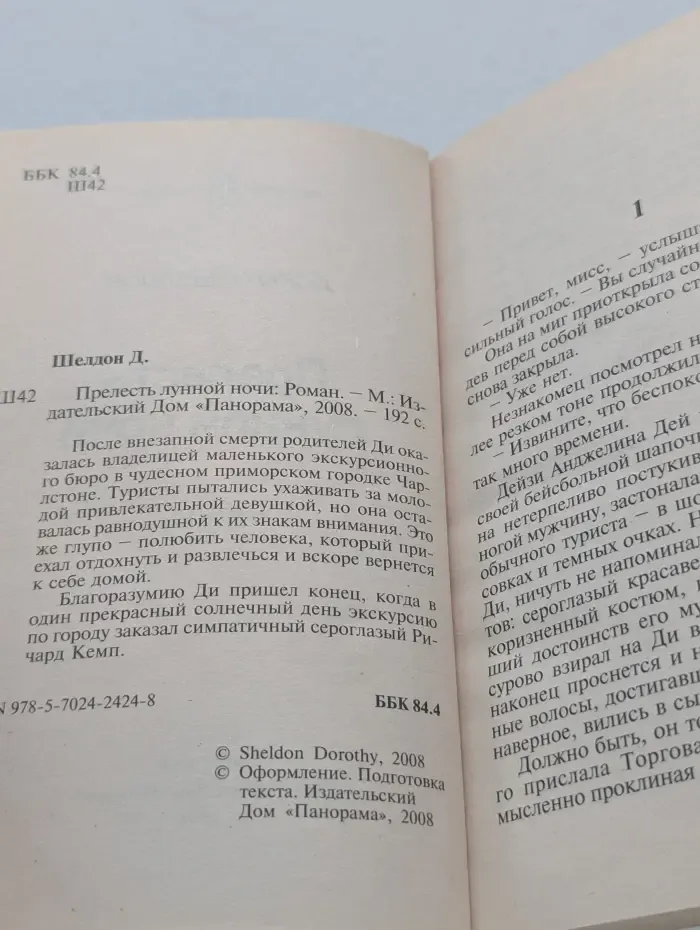 ББК 84.4
Ш42
Шелдон Д.
Ш42 Прелесть лунной ночи: Роман. — М.: Из-
дательский Дом «Панорама», 2008. — 192 с.
После внезапной смерти родителей Ди ока-
залась владелицей маленького экскурсионно-
го бюро в чудесном приморском городке Чар-
лстоне. Туристы пытались ухаживать за моло-
дой привлекательной девушкой, но она оста-
валась равнодушной к их знакам внимания. Это
же глупо — полюбить человека, который при-
ехал отдохнуть и развлечься и вскоре вернется
к себе домой.
Благоразумию Ди пришел конец, когда в
один прекрасный солнечный день экскурсию
по городу заказал симпатичный сероглазый Ри-
чард Кемп.
N 978-5-7024-2424-8
ББК 84.4
© Sheldon Dorothy, 2008
© Оформление. Подготовка
текста. Издательский
Дом «Панорама», 2008
1
— Привет, мисс, — услыш
сильный голос. — Вы случайн
Она на миг приоткрыла со
дев перед собой высокого ст
снова закрыла.
— Уже нет.
Незнакомец посмотрел н
лее резком тоне продолжил
— Извините, что беспоко
так много времени.
Дейзи Анджелина Дей
своей бейсбольной шапоч
на нетерпеливо постукив
ногой мужчину, застонала
обычного туриста — в шо
совках и темных очках. Н
Ди, ничуть не напоминал
тов: сероглазый красаве
коризненный костюм,
ший достоинств его му
сурово взирал на Ди в
наконец проснется и н
ные волосы, достигавш
наверное, вились в сы
Должно быть, он то
го прислала Торгова
мысленно проклиная